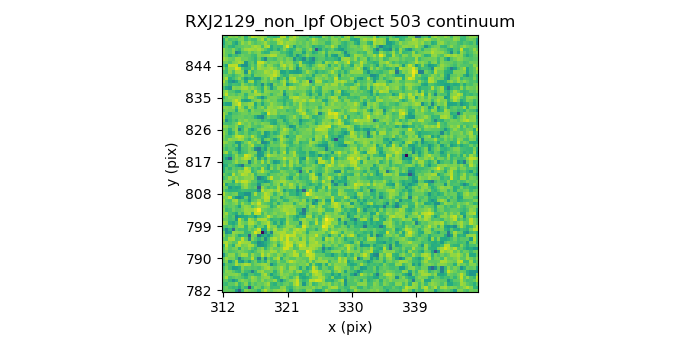 RXJ2129_non_lpf Object 503 continuum
844
835
826
817
808
799
790
782
y (pix)
312 321 330 339
x (pix)